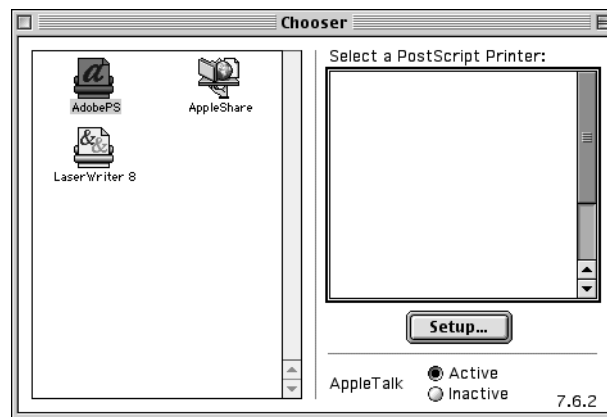 Chooser
Select a PostScript Printer:
AdobePS
AppleShare
LaserWriter 8
Setup...
AppleTalk
Active
Inactive
7.6.2